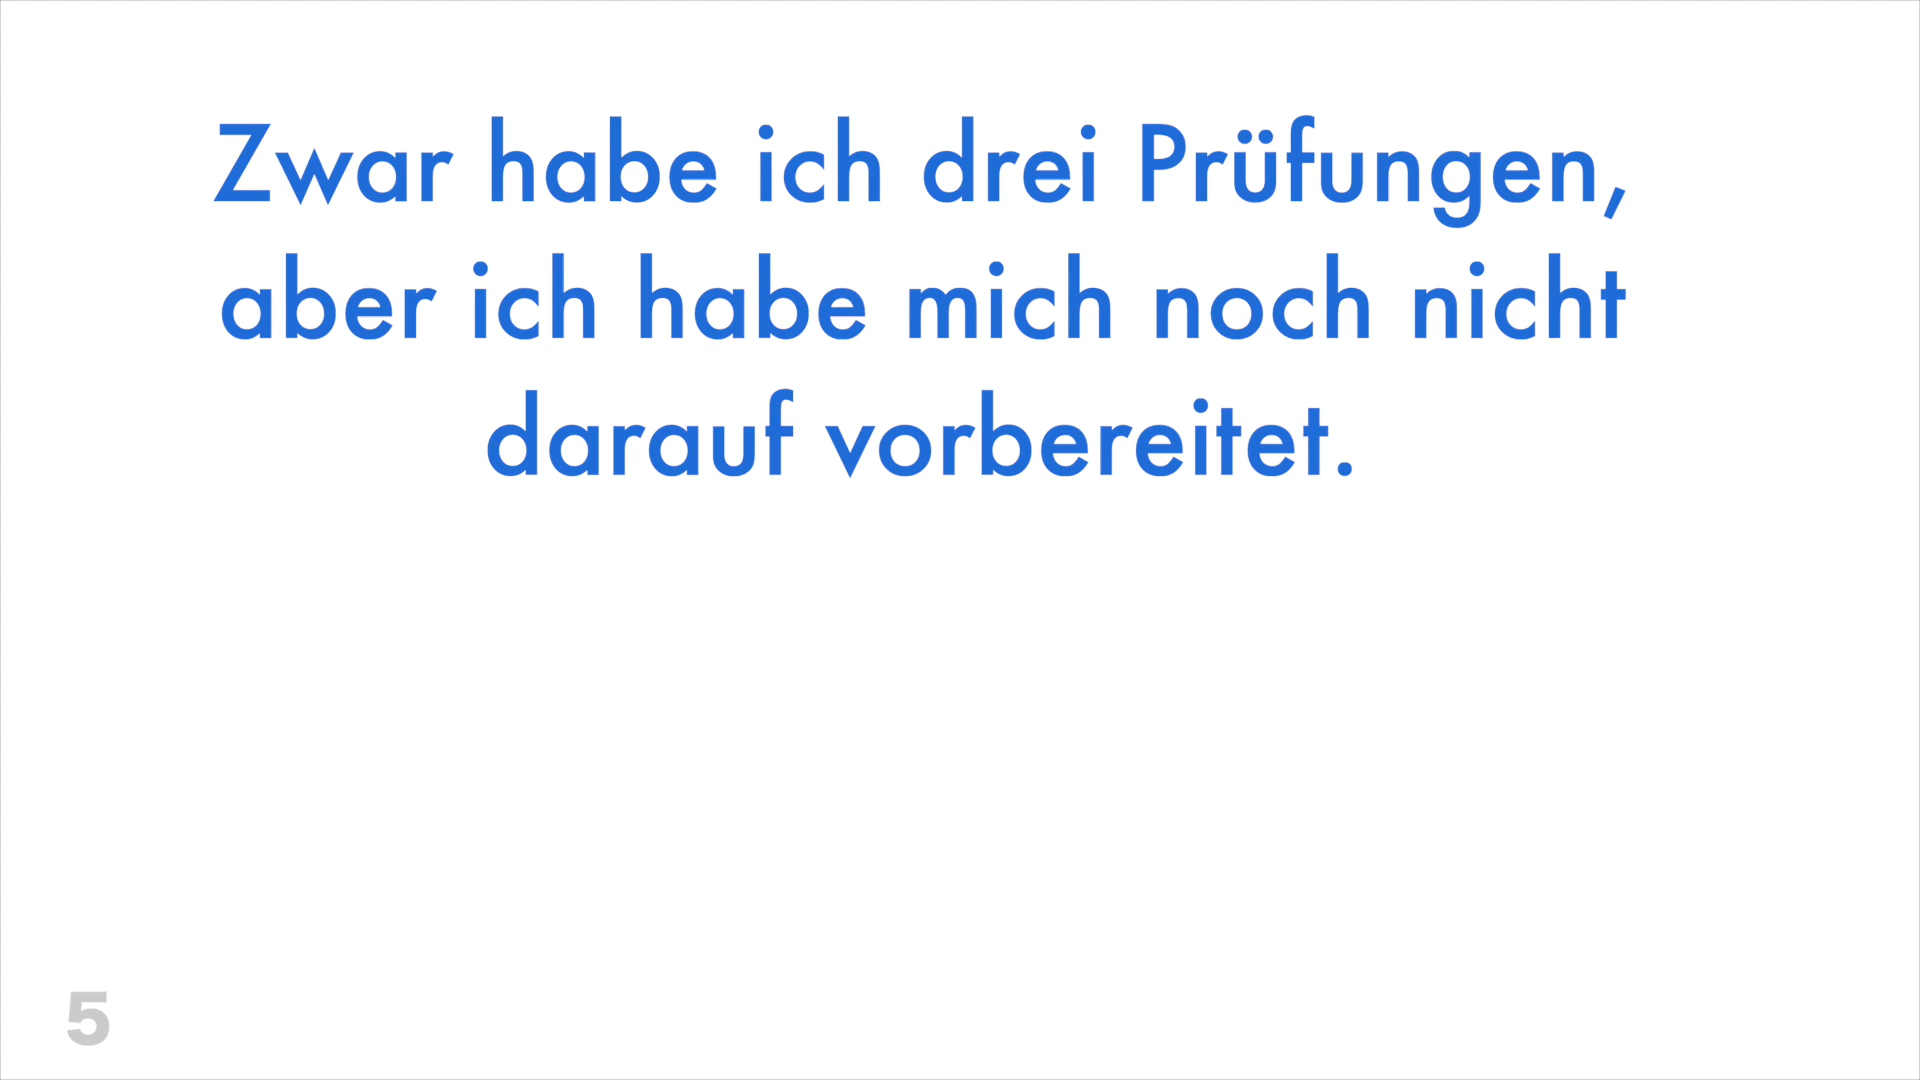 Zwar habe ich drei Prüfungen,
aber ich habe mich noch nicht
darauf vorbereitet.
5